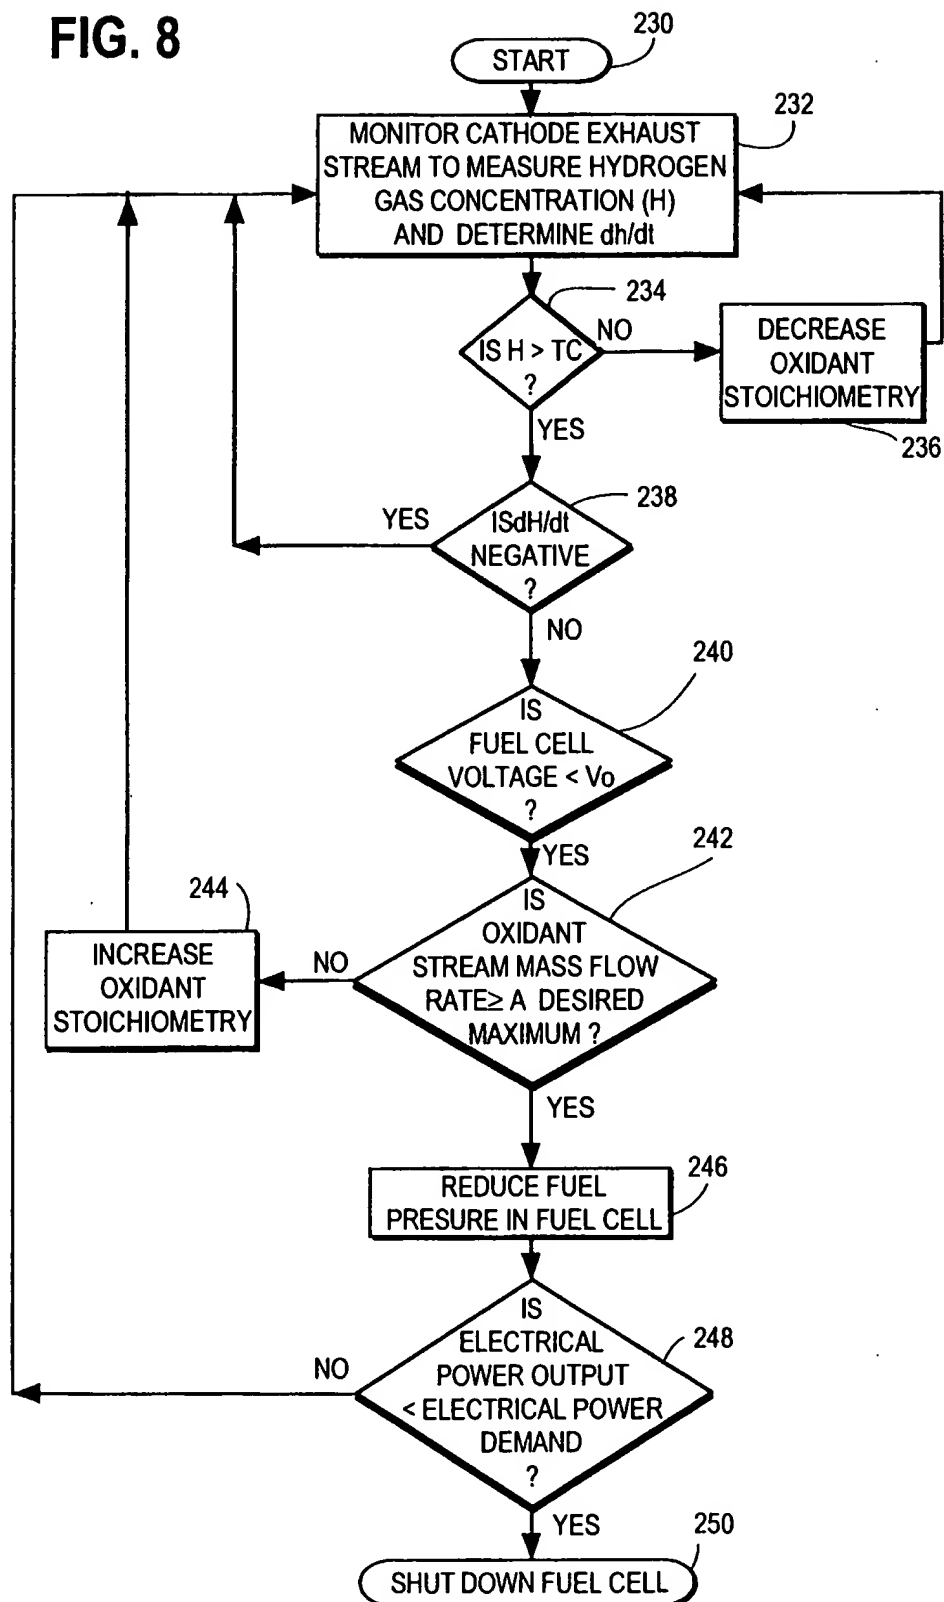 FIG. 8
230
START
232
MONITOR CATHODE EXHAUST
STREAM TO MEASURE HYDROGEN
GAS CONCENTRATION (H)
AND DETERMINE dh/dt
234
IS H > TC
?
NO
DECREASE
OXIDANT
STOICHIOMETRY
236
YES
238
ISdH/dt
NEGATIVE
?
YES
NO
240
IS
FUEL CELL
VOLTAGE < Vo
?
YES
242
IS
OXIDANT
STREAM MASS FLOW
RATE≥ A DESIRED
MAXIMUM ?
NO
244
INCREASE
OXIDANT
STOICHIOMETRY
YES
246
REDUCE FUEL
PRESURE IN FUEL CELL
248
IS
ELECTRICAL
POWER OUTPUT
< ELECTRICAL POWER
DEMAND
?
NO
YES
250
SHUT DOWN FUEL CELL